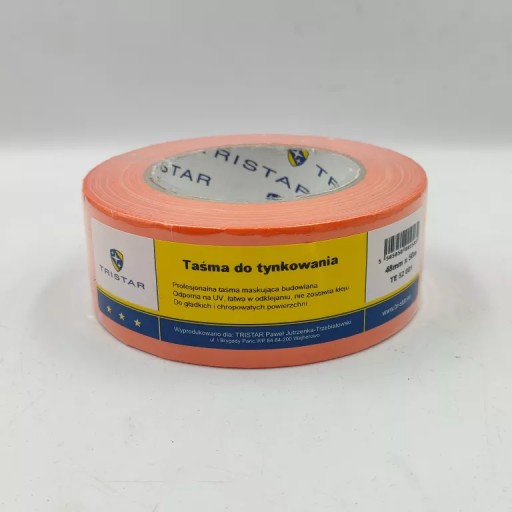 STAR
TRISTAR
TRISTAR
Taśma do tynkowania
Profesjonalna taśma maskująca budowlana.
Odporna na UV, łatwa w odklejaniu, nie zostawia kleju.
Do gładkich i chropowatych powierzchni
Wyprodukowano dla: TRISTAR Paweł Jutrzenka-Trzebiatowski
48mm x 50m